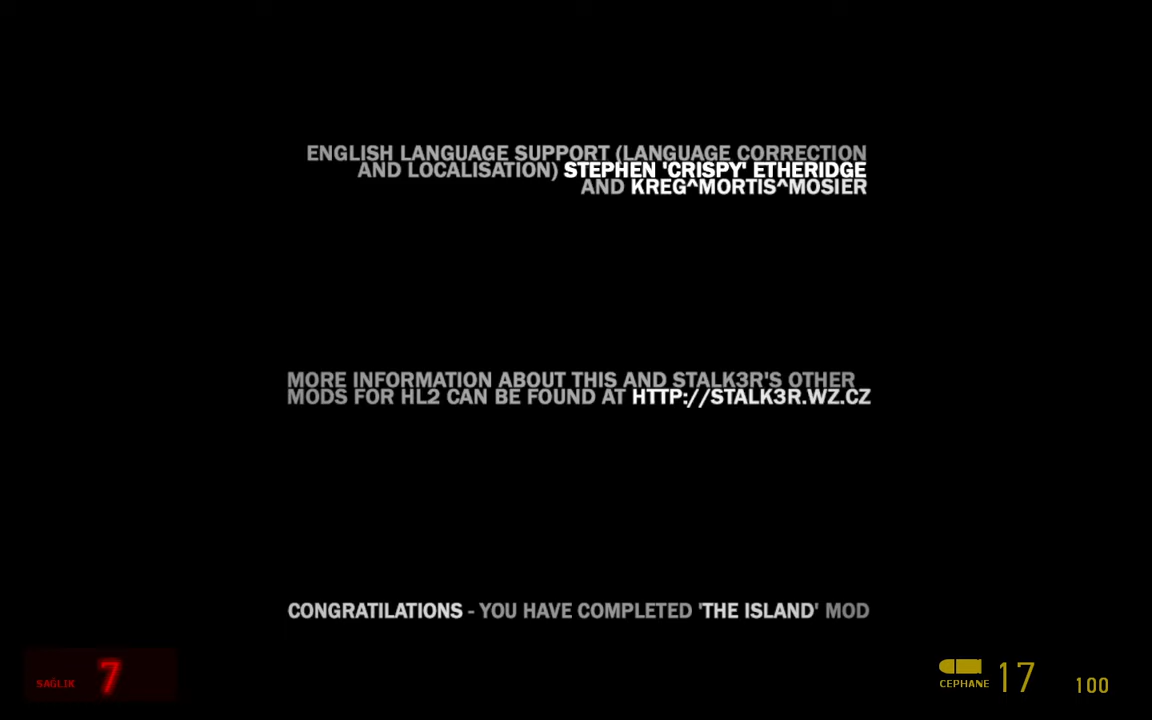 ENGLISH LANGUAGE SUPPORT (LANGUAGE CORRECTION
AND LOCALISATION) STEPHEN 'CRISPY' ETHERIDGE
AND KREG^MORTIS^MOSIER
MORE INFORMATION ABOUT THIS AND STALK3R'S OTHER
MODS FOR HL2 CAN BE FOUND AT HTTP://STALK3R.WZ.CZ
CONGRATILATIONS - YOU HAVE COMPLETED 'THE ISLAND' MOD
SAĞLIK 7
CEPHANE 17 100